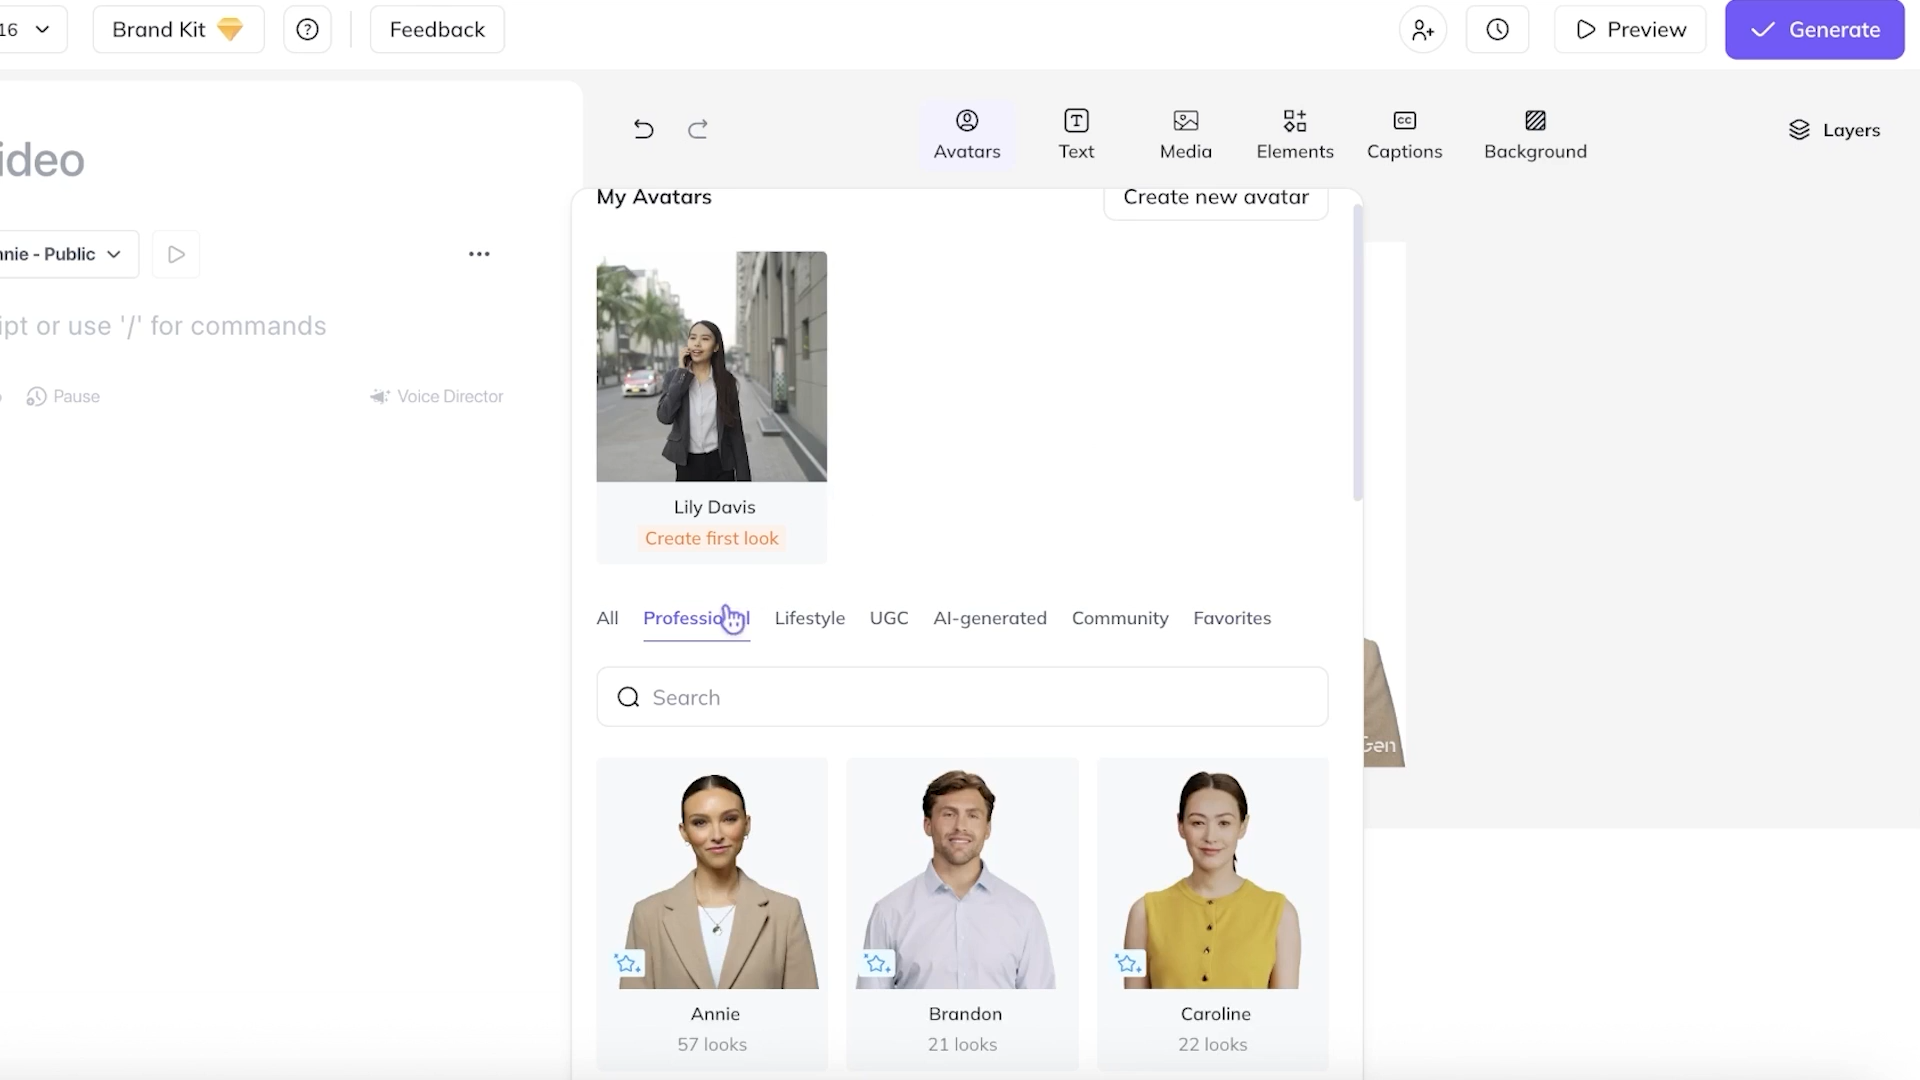 16
Brand Kit
Feedback
Preview
Generate
ideo
Avatars
Text
Media
Elements
Captions
Background
Layers
My Avatars
Create new avatar
nnie - Public
ipt or use '/' for commands
Pause
Voice Director
Lily Davis
Create first look
All
Professional
Lifestyle
UGC
AI-generated
Community
Favorites
Search
Gen
Annie
57 looks
Brandon
21 looks
Caroline
22 looks